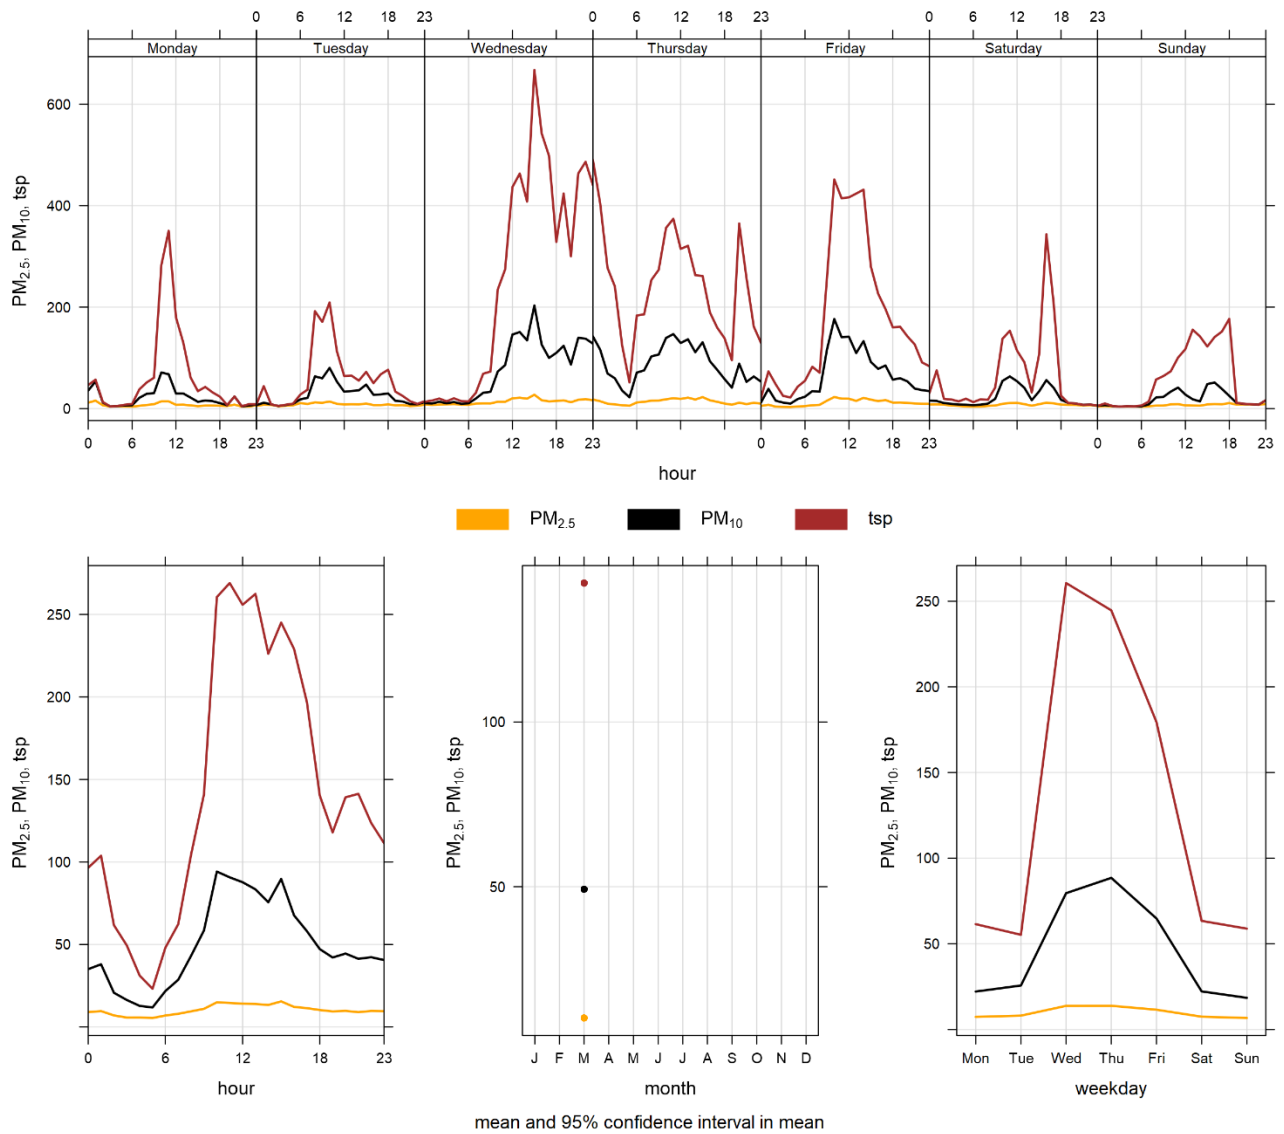 0 6 12 18 23 0 6 12 18 23 0 6 12 18 23
Monday Tuesday Wednesday Thursday Friday Saturday Sunday
PM2.5, PM10, tsp
600
400
200
0
0 6 12 18 23 0 6 12 18 23 0 6 12 18 23 0 6 12 18 23
hour
PM2.5 PM10 tsp
PM2.5, PM10, tsp
250
200
150
100
50
0 6 12 18 23
hour
PM2.5, PM10, tsp
100
50
J F M A M J J A S O N D
month
PM2.5, PM10, tsp
250
200
150
100
50
Mon Tue Wed Thu Fri Sat Sun
weekday
mean and 95% confidence interval in mean